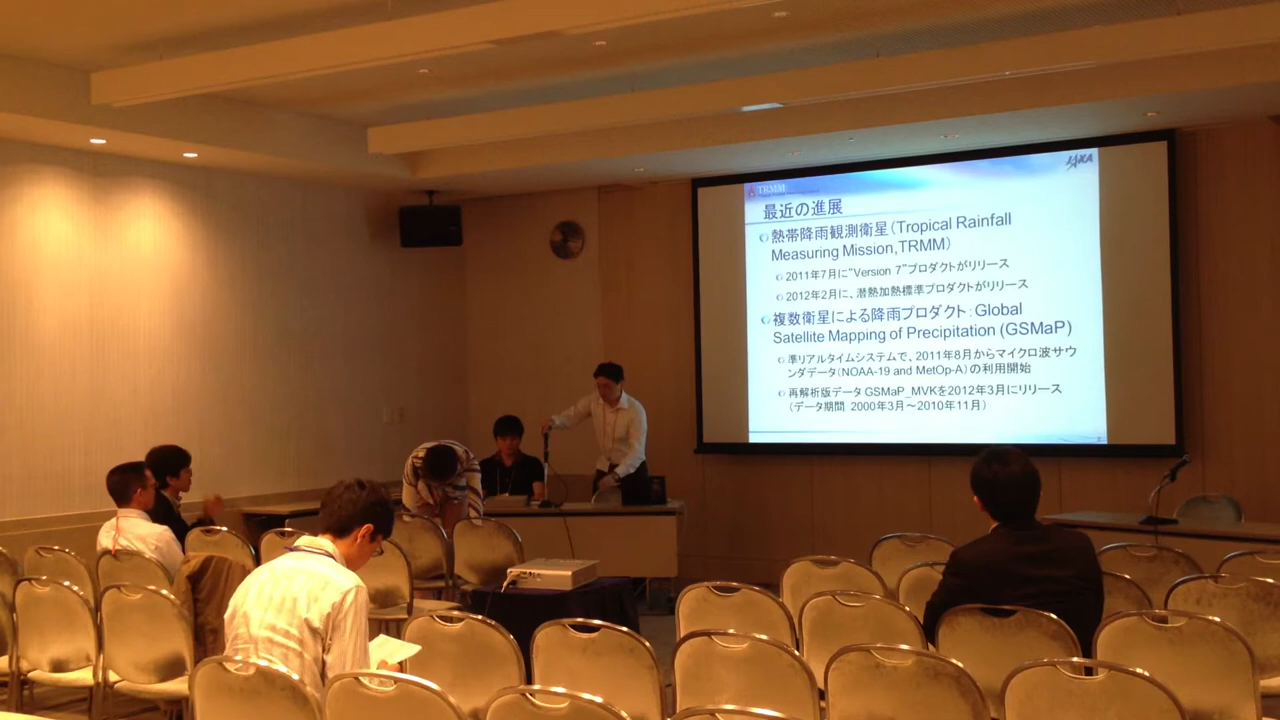 TRMM
JAXA
最近の進展
熱帯降雨観測衛星(Tropical Rainfall
Measuring Mission,TRMM)
2011年7月に“Version 7”プロダクトがリリース
2012年2月に、潜熱加熱標準プロダクトがリリース
複数衛星による降雨プロダクト:Global
Satellite Mapping of Precipitation (GSMaP)
準リアルタイムシステムで、2011年8月からマイクロ波サウ
ンダデータ(NOAA-19 and MetOp-A)の利用開始
再解析版データ GSMaP_MVKを2012年3月にリリース
(データ期間 2000年3月~2010年11月)